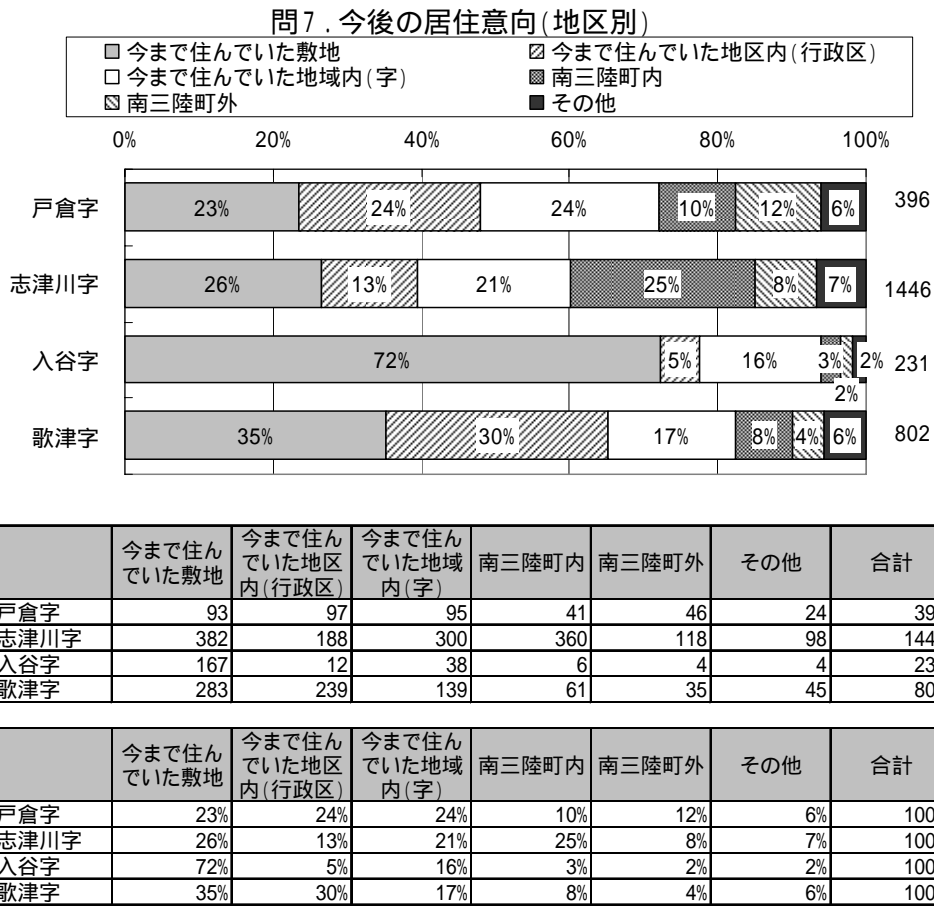 問7．今後の居住意向(地区別)
今まで住んでいた敷地 今まで住んでいた地区内(行政区)
今まで住んでいた地域内(字) 南三陸町内
南三陸町外 その他
0% 20% 40% 60% 80% 100%
戸倉字 23% 24% 24% 10% 12% 6% 396
志津川字 26% 13% 21% 25% 8% 7% 1446
入谷字 72% 5% 16% 3% 2% 231
2%
歌津字 35% 30% 17% 8% 4% 6% 802
今まで住んでいた敷地 今まで住んでいた地区内(行政区) 今まで住んでいた地域内(字) 南三陸町内 南三陸町外 その他 合計
戸倉字 93 97 95 41 46 24 39
志津川字 382 188 300 360 118 98 144
入谷字 167 12 38 6 4 4 23
歌津字 283 239 139 61 35 45 80
今まで住んでいた敷地 今まで住んでいた地区内(行政区) 今まで住んでいた地域内(字) 南三陸町内 南三陸町外 その他 合計
戸倉字 23% 24% 24% 10% 12% 6% 100
志津川字 26% 13% 21% 25% 8% 7% 100
入谷字 72% 5% 16% 3% 2% 2% 100
歌津字 35% 30% 17% 8% 4% 6% 100